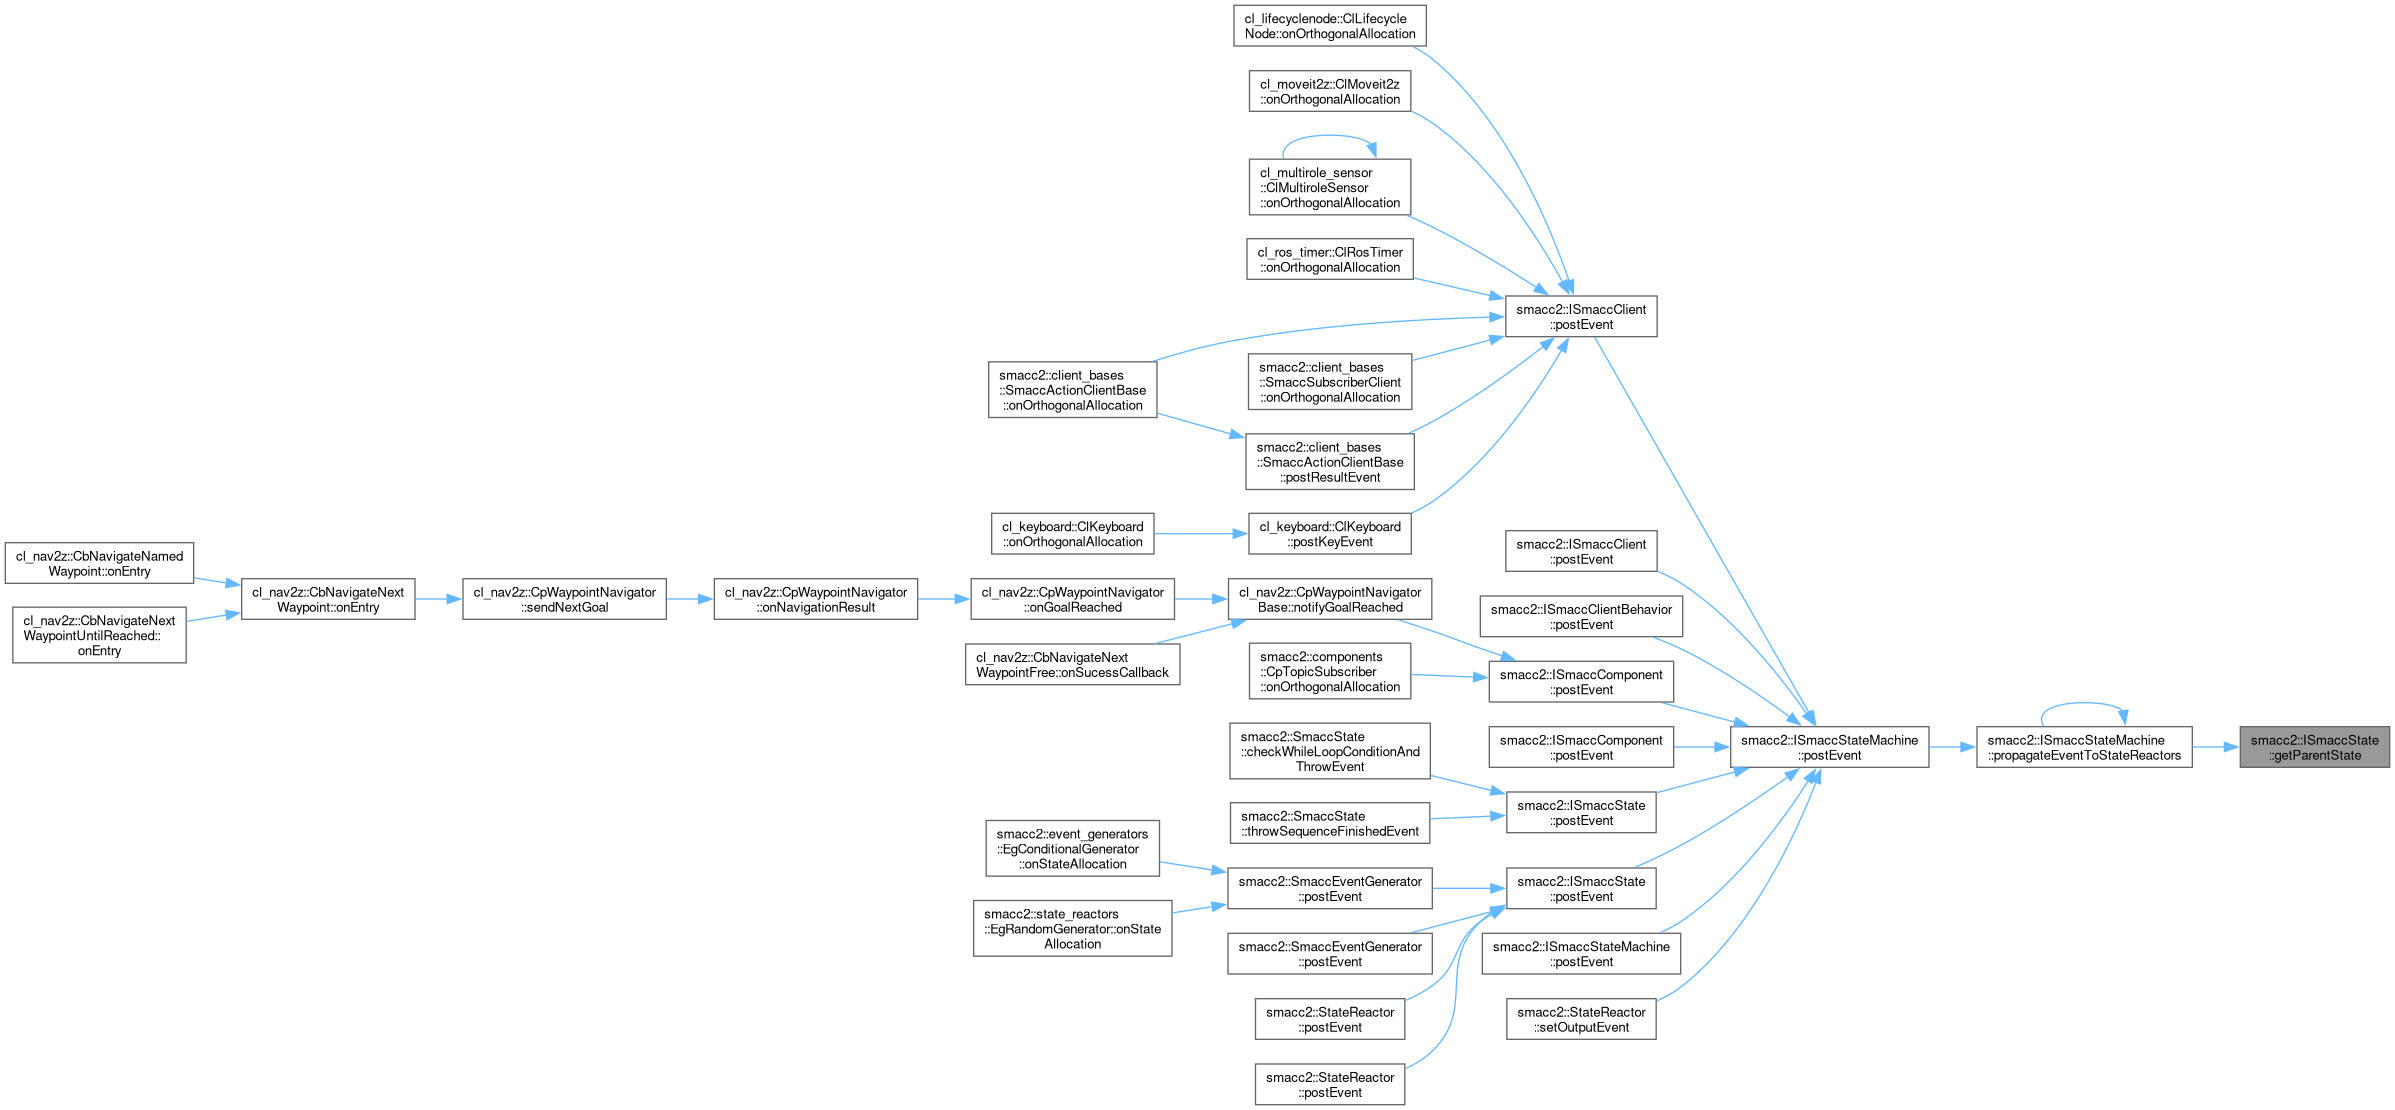 cl_lifecyclenode::ClLifecycle
Node::onOrthogonalAllocation
cl_moveit2z::ClMoveit2z
::onOrthogonalAllocation
cl_multirole_sensor
::ClMultiroleSensor
::onOrthogonalAllocation
cl_ros_timer::ClRosTimer
::onOrthogonalAllocation
smacc2::ISmaccClient
::postEvent
smacc2::client_bases
::SmaccActionClientBase
::onOrthogonalAllocation
smacc2::client_bases
::SmaccSubscriberClient
::onOrthogonalAllocation
smacc2::client_bases
::SmaccActionClientBase
::postResultEvent
cl_keyboard::ClKeyboard
::onOrthogonalAllocation
cl_keyboard::ClKeyboard
::postKeyEvent
smacc2::ISmaccClient
::postEvent
cl_nav2z::CbNavigateNamed
Waypoint::onEntry
cl_nav2z::CbNavigateNext
WaypointUntilReached::
onEntry
cl_nav2z::CbNavigateNext
Waypoint::onEntry
cl_nav2z::CpWaypointNavigator
::sendNextGoal
cl_nav2z::CpWaypointNavigator
::onNavigationResult
cl_nav2z::CpWaypointNavigator
::onGoalReached
cl_nav2z::CpWaypointNavigator
Base::notifyGoalReached
smacc2::ISmaccClientBehavior
::postEvent
cl_nav2z::CbNavigateNext
WaypointFree::onSucessCallback
smacc2::components
::CpTopicSubscriber
::onOrthogonalAllocation
smacc2::ISmaccComponent
::postEvent
smacc2::SmaccState
::checkWhileLoopConditionAnd
ThrowEvent
smacc2::ISmaccComponent
::postEvent
smacc2::ISmaccStateMachine
::postEvent
smacc2::ISmaccStateMachine
::propagateEventToStateReactors
smacc2::ISmaccState
::getParentState
smacc2::SmaccState
::throwSequenceFinishedEvent
smacc2::ISmaccState
::postEvent
smacc2::event_generators
::EgConditionalGenerator
::onStateAllocation
smacc2::state_reactors
::EgRandomGenerator::onState
Allocation
smacc2::SmaccEventGenerator
::postEvent
smacc2::ISmaccState
::postEvent
smacc2::SmaccEventGenerator
::postEvent
smacc2::ISmaccStateMachine
::postEvent
smacc2::StateReactor
::postEvent
smacc2::StateReactor
::setOutputEvent
smacc2::StateReactor
::postEvent